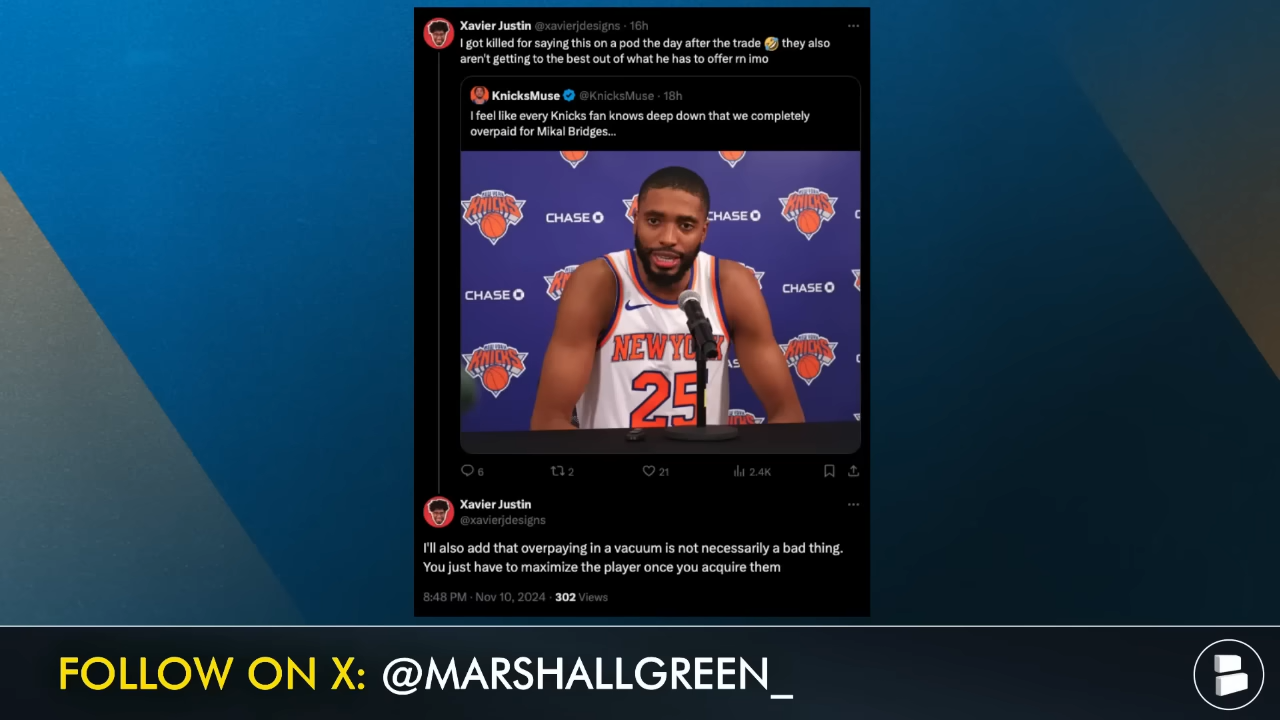 Xavier Justin @xavierjdesigns · 16h
I got killed for saying this on a pod the day after the trade 🤣 they also
aren't getting to the best out of what he has to offer rn imo
KnicksMuse @KnicksMuse · 18h
I feel like every Knicks fan knows deep down that we completely
overpaid for Mikal Bridges...
KNICKS
CHASE
CHASE
KNICKS
CHASE
CHASE
NEW YORK
KNICKS
25
KNICKS
6 2 21 2.4K
Xavier Justin
@xavierjdesigns
I'll also add that overpaying in a vacuum is not necessarily a bad thing.
You just have to maximize the player once you acquire them
8:48 PM · Nov 10, 2024 · 302 Views
FOLLOW ON X: @MARSHALLGREEN_